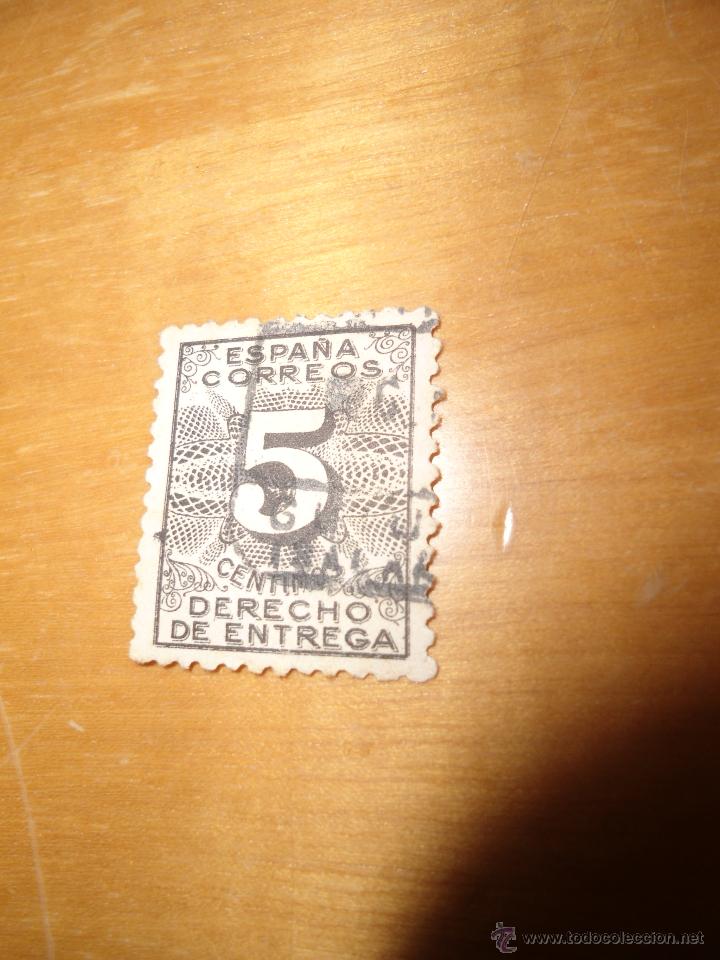 ESPAÑA
CORREOS
5
DERECHO
DE ENTREGA
© www.todocoleccion.net